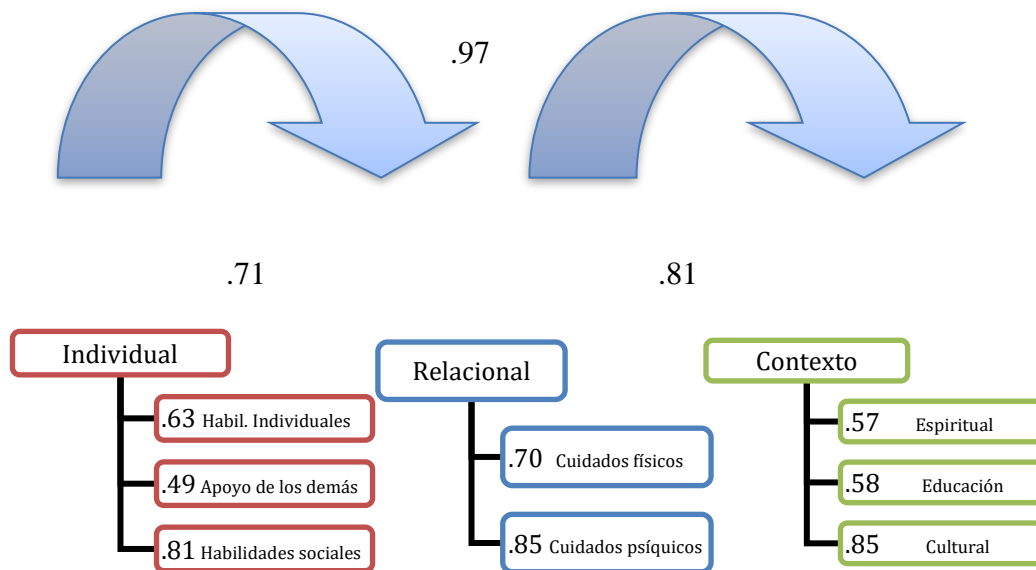 .97
.71
.81
Individual
.63 Habil. Individuales
.49 Apoyo de los demás
.81 Habilidades sociales
Relacional
.70 Cuidados físicos
.85 Cuidados psíquicos
Contexto
.57 Espiritual
.58 Educación
.85 Cultural